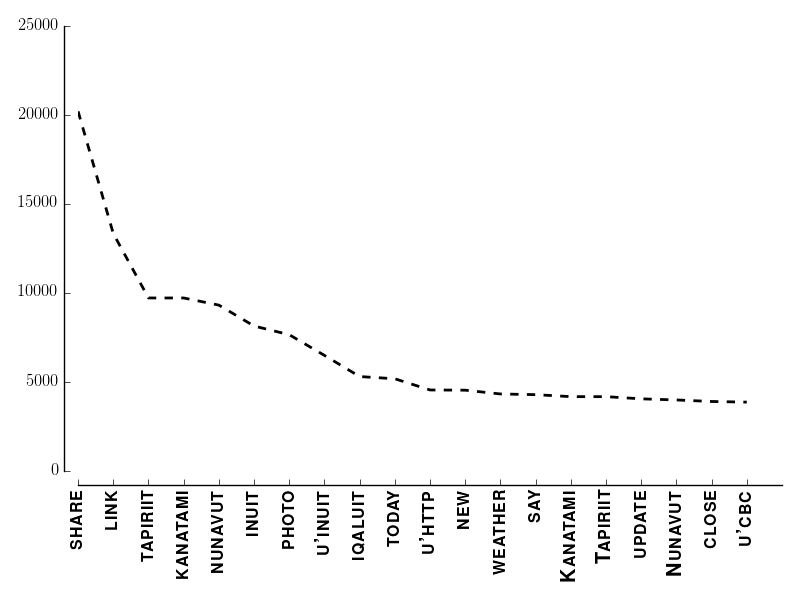 25000
20000
15000
10000
5000
0
SHARE
LINK
TAPIRIIT
KANATAMI
NUNAVUT
INUIT
PHOTO
U'INUIT
IQALUIT
TODAY
U'HTTP
NEW
WEATHER
SAY
KANATAMI
TAPIRIIT
UPDATE
NUNAVUT
CLOSE
U'CBC